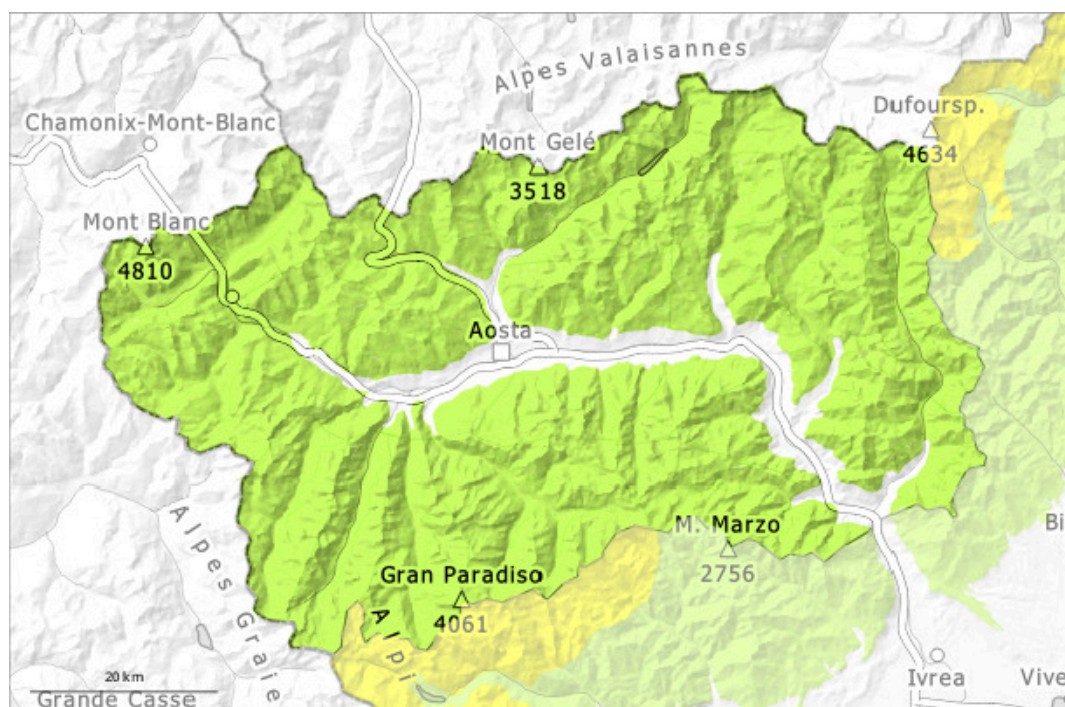 Alpes Valaisannes
Chamonix-Mont-Blanc
Dufoursp.
4634
Mont Gelé
3518
Mont Blanc
4810
Aosta
Alpes Graie
M. Marzo
2756
Bi
Gran Paradiso
4061
Alpi
20 km
Grande Casse
Ivrea
Vive